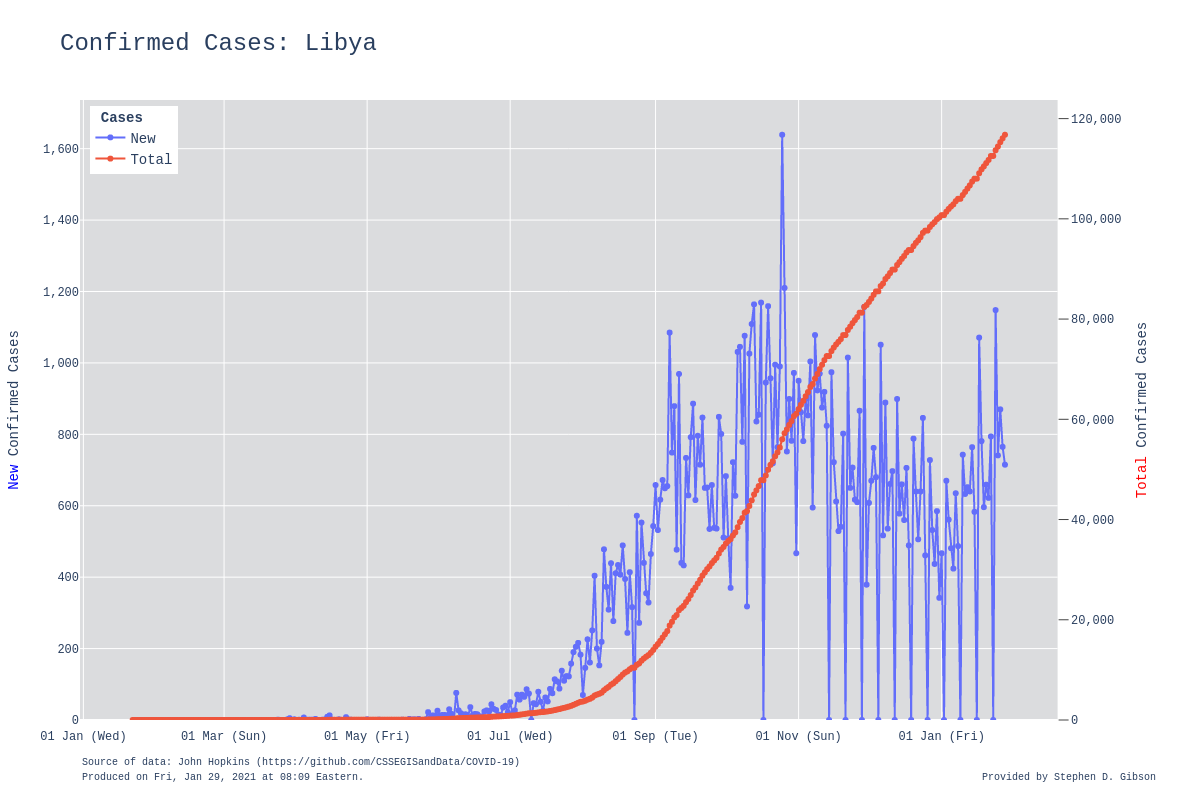 Confirmed Cases: Libya
Cases
New
Total
1,600
1,400
1,200
1,000
800
600
400
200
0
New Confirmed Cases
120,000
100,000
80,000
60,000
40,000
20,000
0
Total Confirmed Cases
01 Jan (Wed) 01 Mar (Sun) 01 May (Fri) 01 Jul (Wed) 01 Sep (Tue) 01 Nov (Sun) 01 Jan (Fri)
Source of data: John Hopkins (https://github.com/CSSEGISandData/COVID-19)
Produced on Fri, Jan 29, 2021 at 08:09 Eastern.
Provided by Stephen D. Gibson